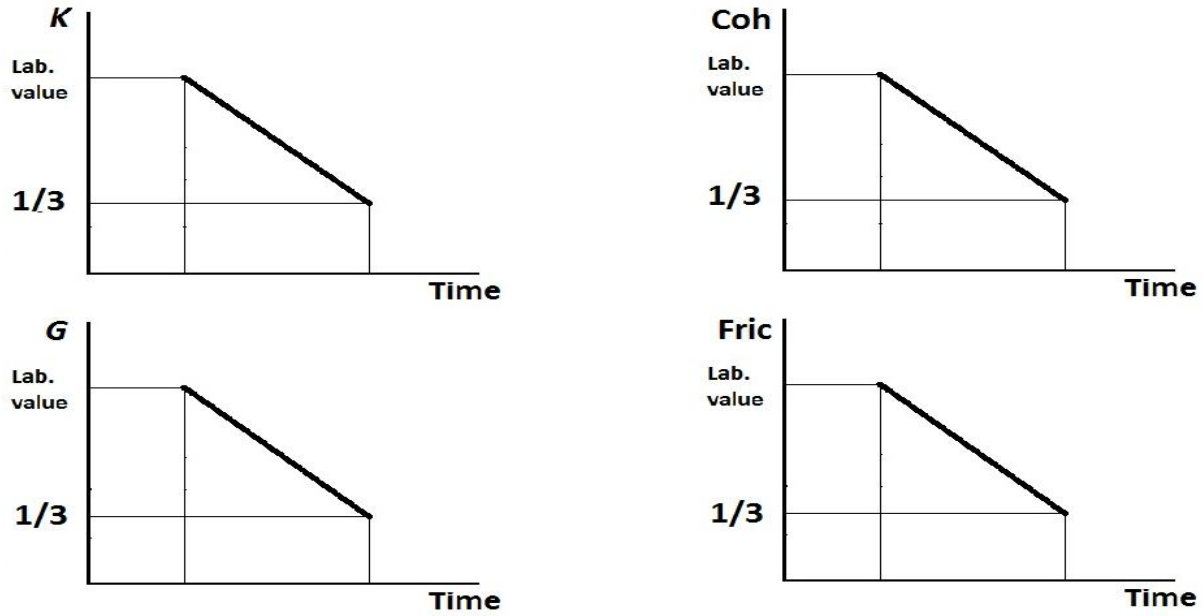 K
Lab.
value
1/3
Time
Coh
Lab.
value
1/3
Time
G
Lab.
value
1/3
Time
Fric
Lab.
value
1/3
Time